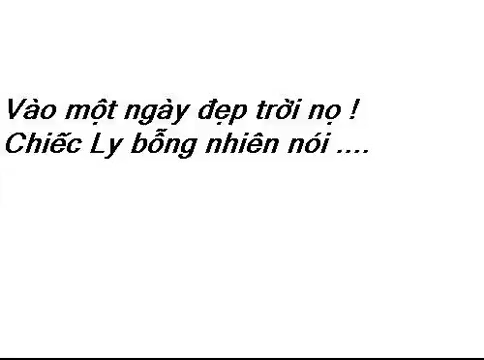 Vào một ngày đẹp trời nọ !
Chiếc Ly bỗng nhiên nói ....